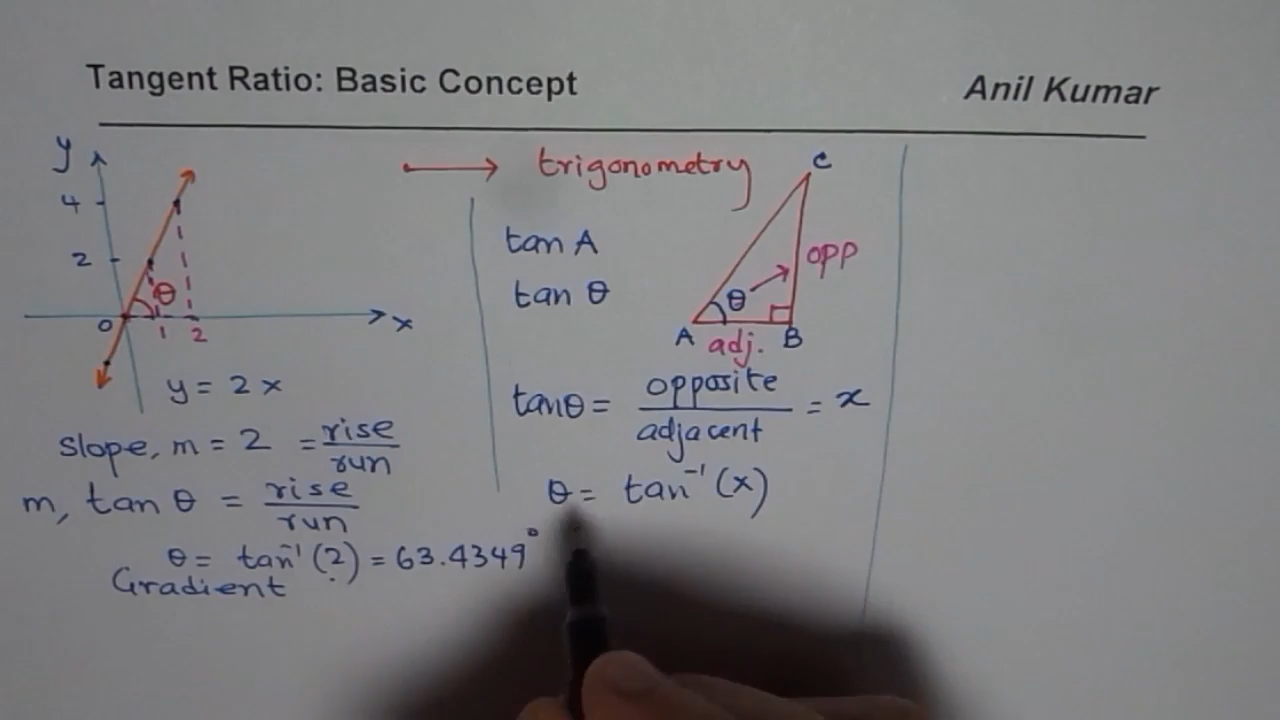 Tangent Ratio: Basic Concept
Anil Kumar
y
4
2
0
θ
1
2
x
y = 2x
Slope, m = 2 = rise/run
m, tan θ = rise/run
θ = tan⁻¹(2) = 63.4349°
Gradient
trigonometry
tan A
tan θ
C
opp
θ
A
adj.
B
tanθ = opposite/adjacent = x
θ = tan⁻¹(x)